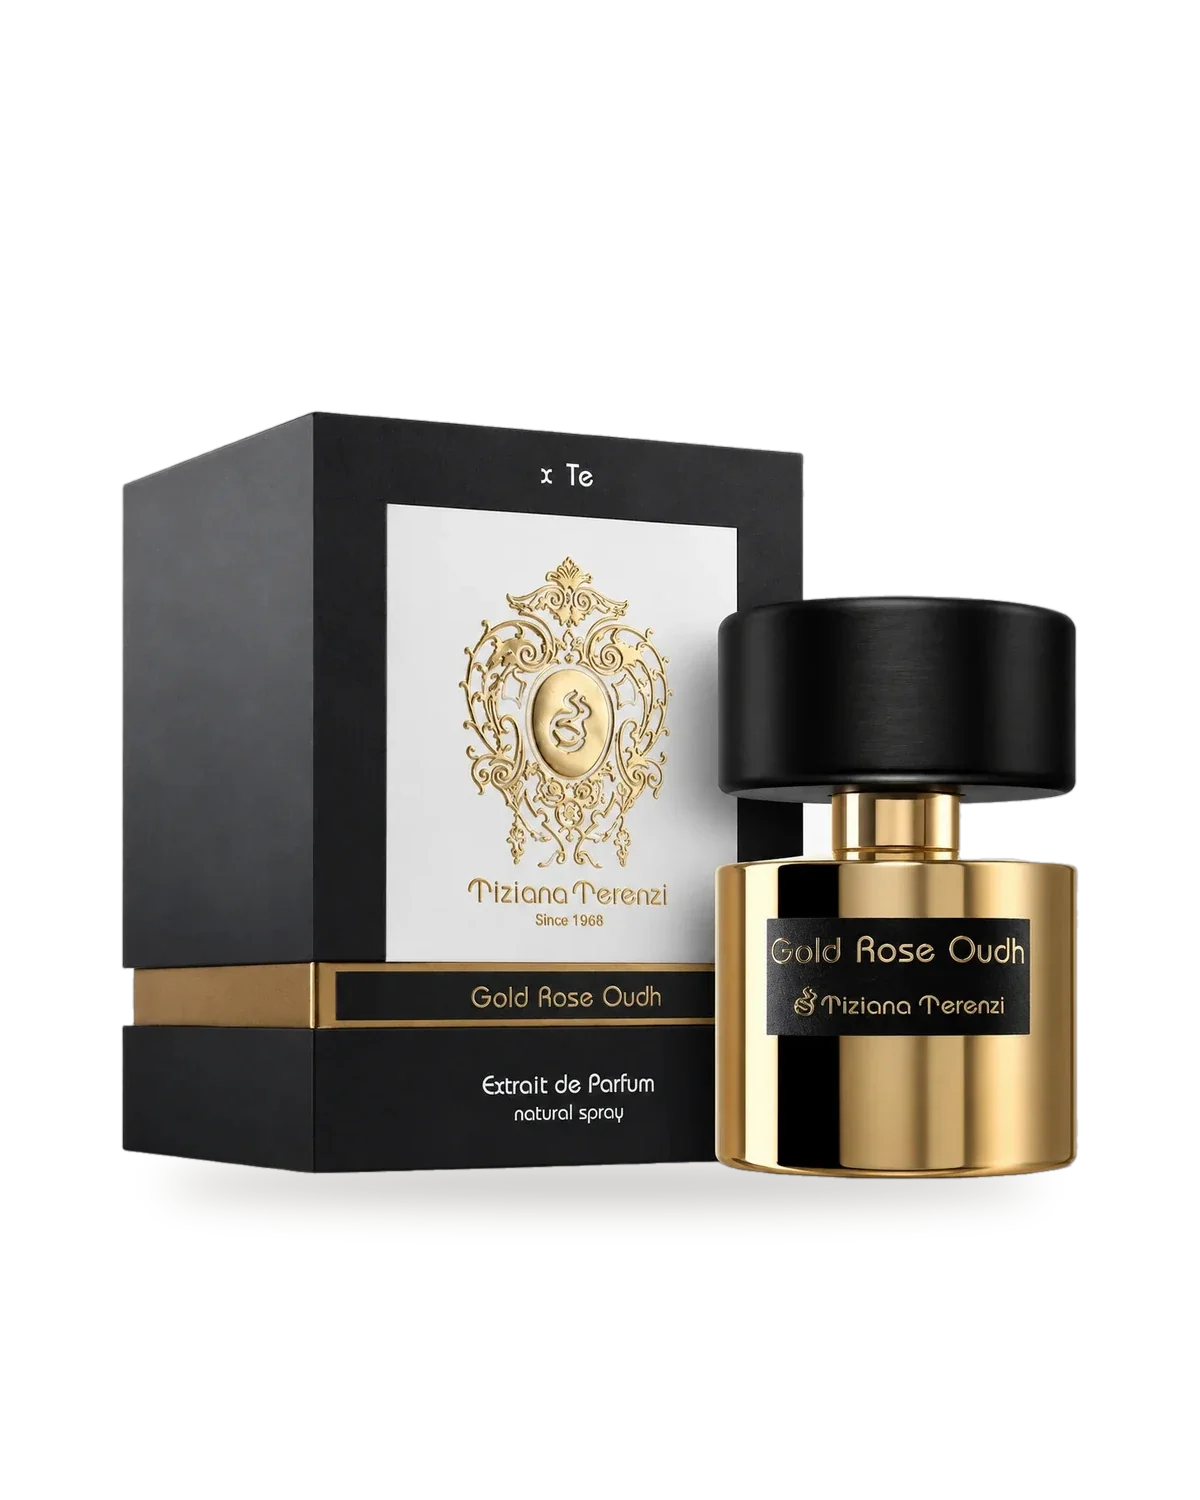 x Te
Tiziana Terenzi
Since 1968
Gold Rose Oudh
Extrait de Parfum
natural spray
Gold Rose Oudh
Tiziana Terenzi